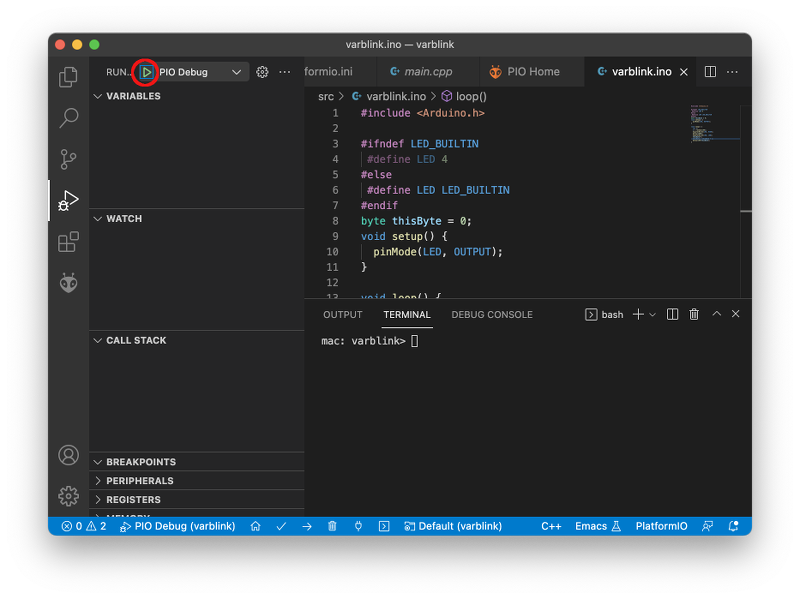 varblink.ino — varblink
RUN... PIO Debug
formio.ini main.cpp PIO Home varblink.ino
src > varblink.ino > loop()
VARIABLES
WATCH
CALL STACK
BREAKPOINTS
PERIPHERALS
REGISTERS
MEMORY
1 #include <Arduino.h>
2
3 #ifndef LED_BUILTIN
4 #define LED 4
5 #else
6 #define LED LED_BUILTIN
7 #endif
8 byte thisByte = 0;
9 void setup() {
10 pinMode(LED, OUTPUT);
11 }
12
13 void loop() {
OUTPUT TERMINAL DEBUG CONSOLE bash
mac: varblink>
0 2 PIO Debug (varblink) Default (varblink) C++ Emacs PlatformIO